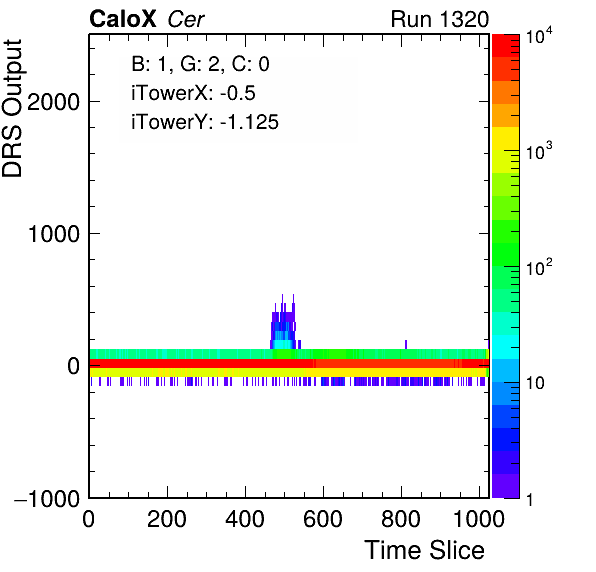 CaloX Cer Run 1320
B: 1, G: 2, C: 0
iTowerX: -0.5
iTowerY: -1.125
DRS Output
2000
1000
0
−1000
0 200 400 600 800 1000
Time Slice
10^4
10^3
10^2
10
1